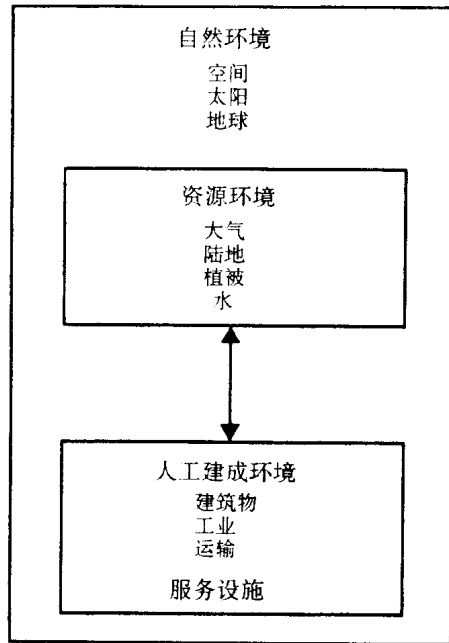 自然环境
空间
太阳
地球
资源环境
大气
陆地
植被
水
人工建成环境
建筑物
工业
运输
服务设施